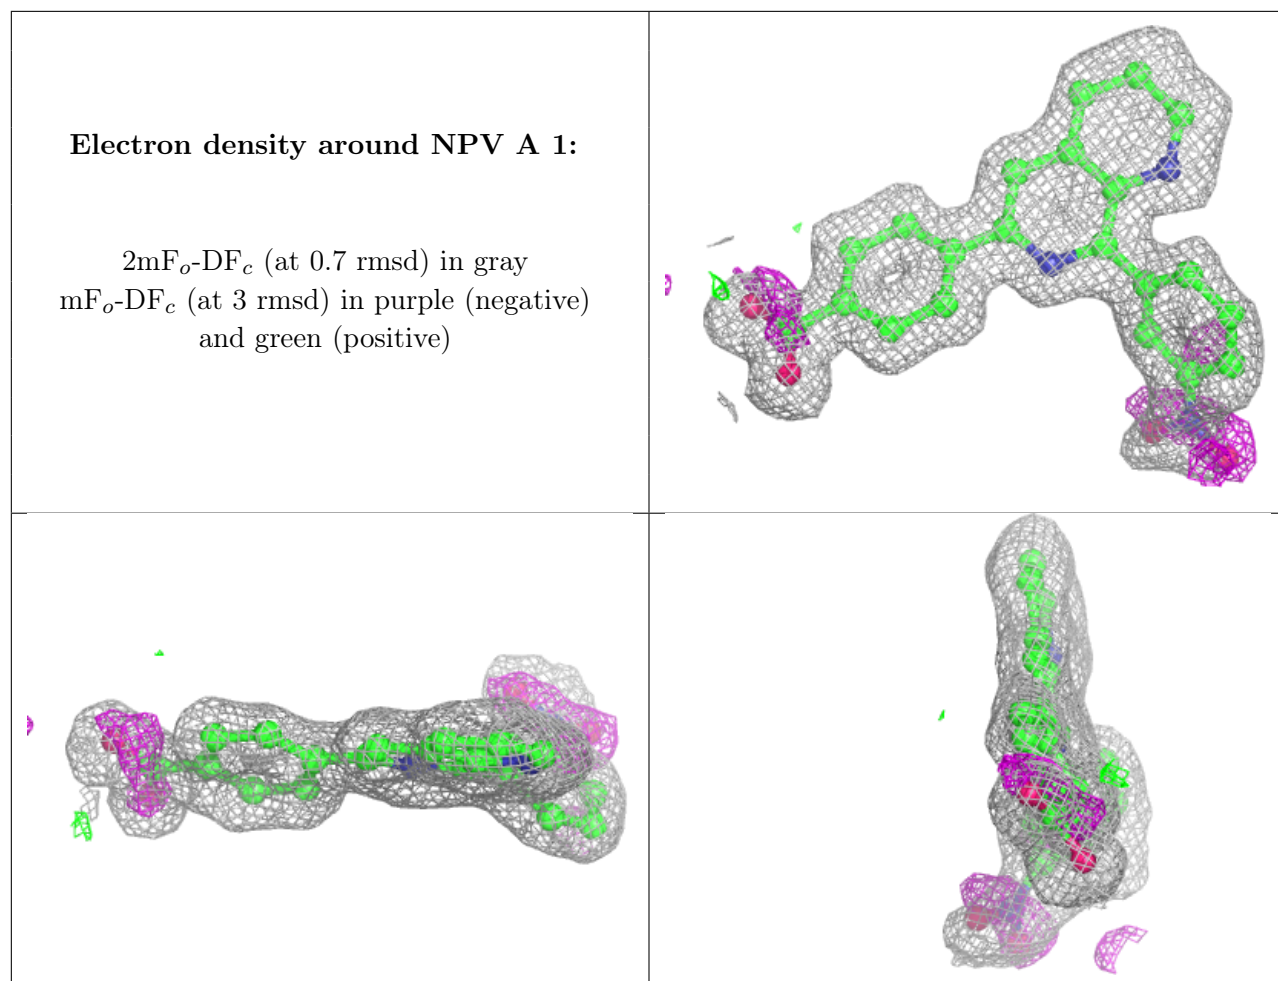 Electron density around NPV A 1:
2mFo-DFc (at 0.7 rmsd) in gray
mFo-DFc (at 3 rmsd) in purple (negative)
and green (positive)